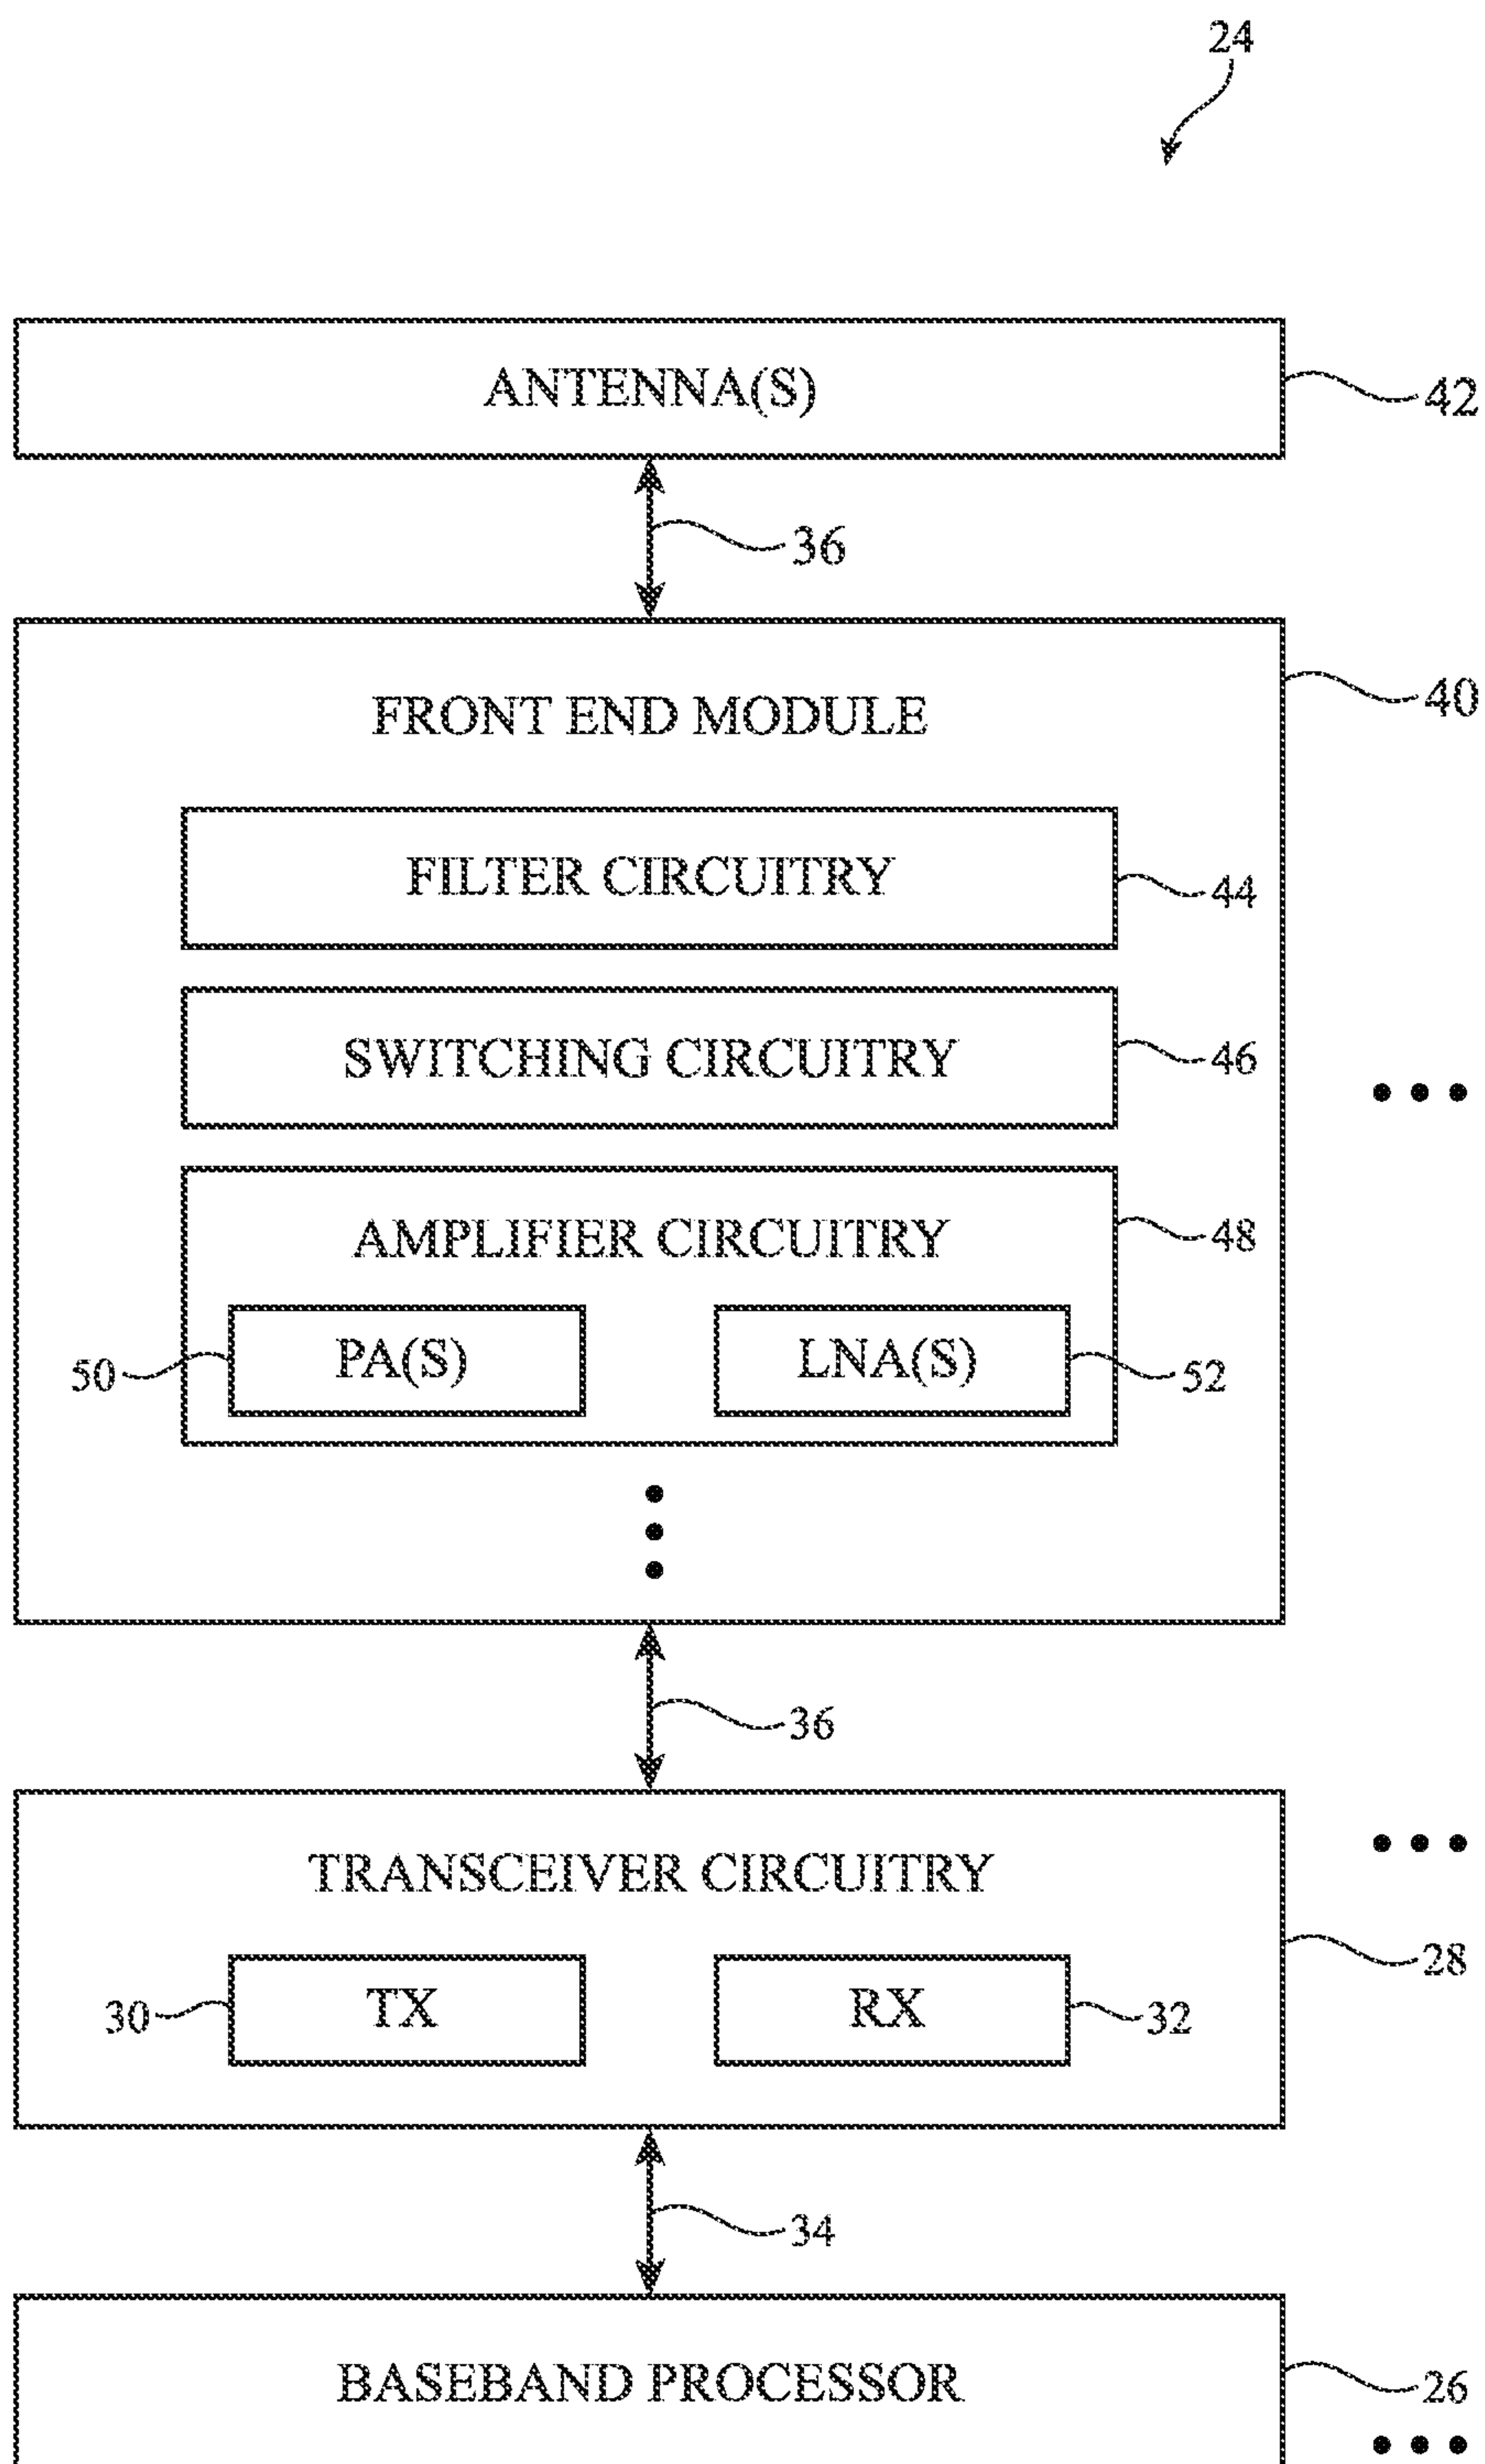 24
ANTENNA(S)
42
36
FRONT END MODULE
40
FILTER CIRCUITRY
44
SWITCHING CIRCUITRY
46
AMPLIFIER CIRCUITRY
48
50
PA(S)
LNA(S)
52
36
TRANSCEIVER CIRCUITRY
28
30
TX
RX
32
34
BASEBAND PROCESSOR
26